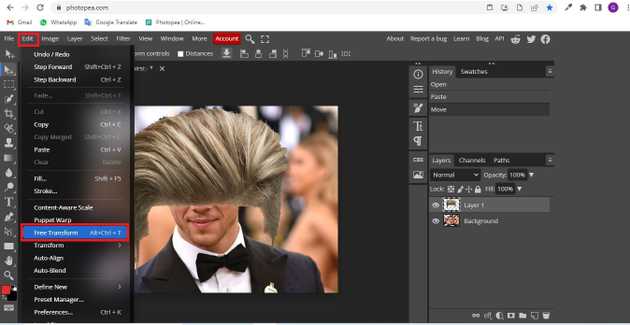 photopea.com
G
Gmail WhatsApp Google Translate Photopea | Online...
File Edit Image Layer Select Filter View Window More Account
About Report a bug Learn Blog API
orm controls Distances
Undo / Redo
Step Forward Shift+Ctrl + Z
Step Backward Ctrl + Z
Fade... Shift+Ctrl + F
Cut Ctrl + X
Copy Ctrl + C
Copy Merged
Paste Ctrl + V
Clear
Fill... Shift + F5
Stroke...
Content-Aware Scale
Puppet Warp
Free Transform Alt+Ctrl + T
Transform
Auto-Align
Auto-Blend
Define New
Preset Manager...
Preferences... Ctrl + K
History Swatches
Open
Paste
Move
Layers Channels Paths
Normal Opacity: 100%
Lock: Fill: 100%
Layer 1
Background